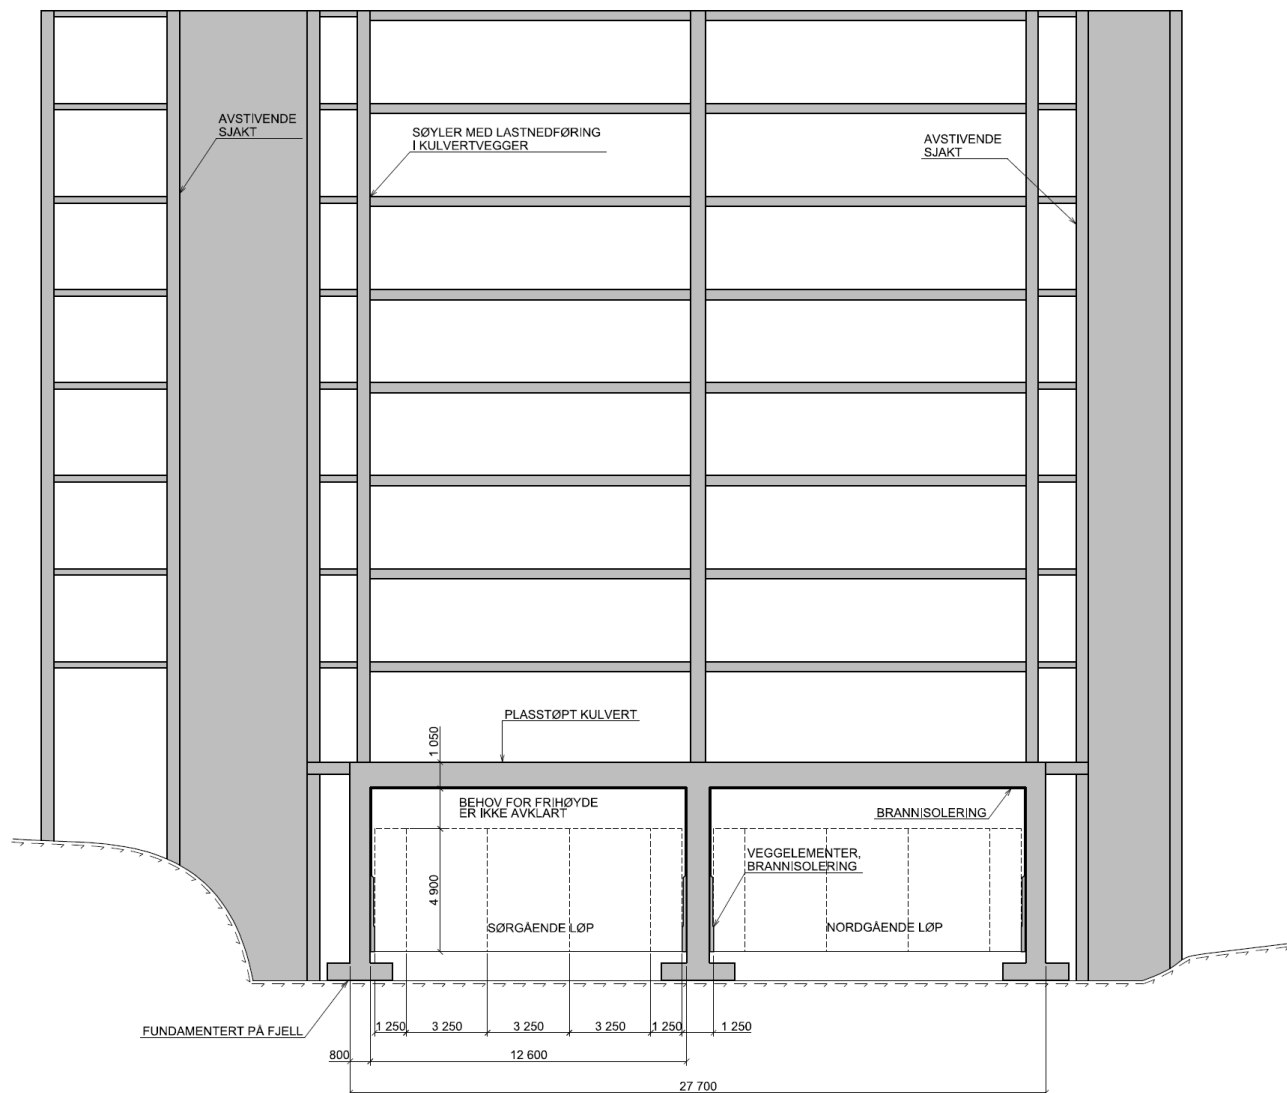 AVSTIVENDE
SJAKT
SØYLER MED LASTNEDFØRING
I KULVERTVEGGER
AVSTIVENDE
SJAKT
PLASSTØPT KULVERT
1 050
BEHOV FOR FRIHØYDE
ER IKKE AVKLART
BRANNISOLERING
VEGGELEMENTER,
BRANNISOLERING
4 900
SØRGÅENDE LØP
NORDGÅENDE LØP
FUNDAMENTERT PÅ FJELL
1 250
3 250
3 250
3 250
1 250
1 250
800
12 600
27 700